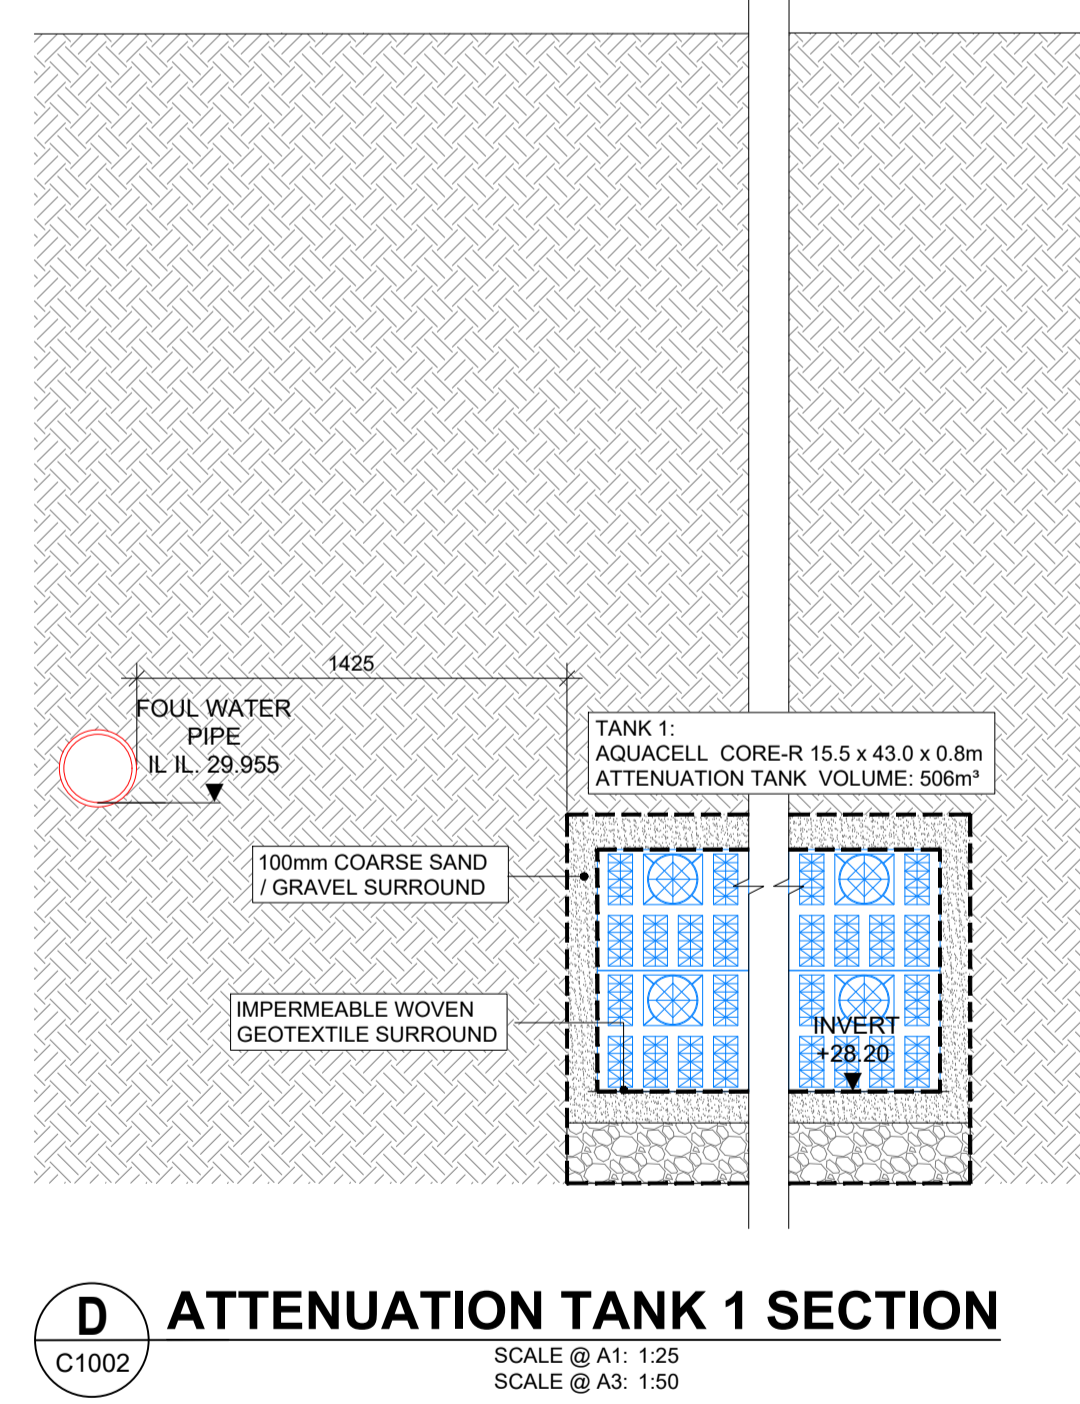 1425
FOUL WATER
PIPE
IL IL. 29.955
TANK 1:
AQUACELL CORE-R 15.5 x 43.0 x 0.8m
ATTENUATION TANK VOLUME: 506m³
100mm COARSE SAND
/ GRAVEL SURROUND
IMPERMEABLE WOVEN
GEOTEXTILE SURROUND
INVERT
+28.20
D
C1002
ATTENUATION TANK 1 SECTION
SCALE @ A1: 1:25
SCALE @ A3: 1:50